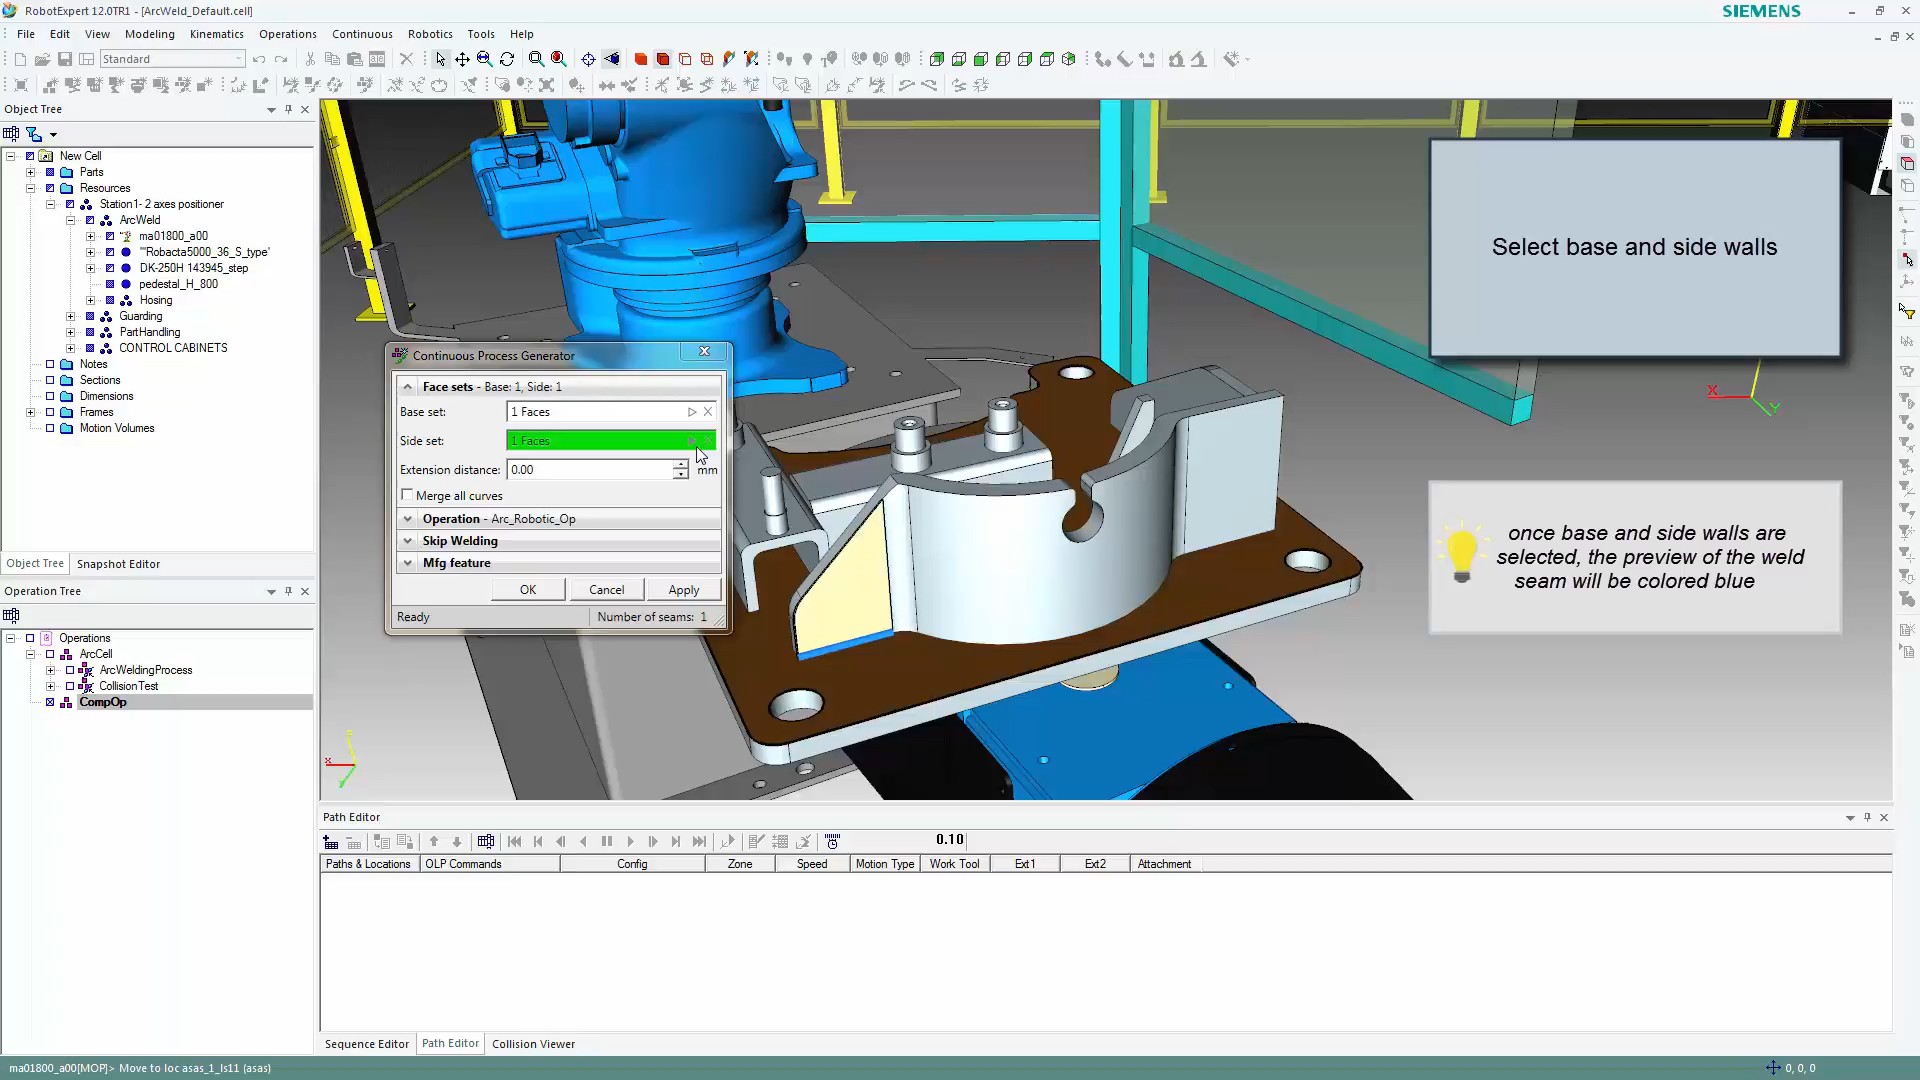 RobotExpert 12.0TR1 - [ArcWeld_Default.cell]
SIEMENS
File Edit View Modeling Kinematics Operations Continuous Robotics Tools Help
Standard
Object Tree
New Cell
Parts
Resources
Station1- 2 axes positioner
ArcWeld
ma01800_a00
'"Robacta5000_36_S_type'
DK-250H 143945_step
pedestal_H_800
Hosing
Guarding
PartHandling
CONTROL CABINETS
Notes
Sections
Dimensions
Frames
Motion Volumes
Object Tree Snapshot Editor
Operation Tree
Operations
ArcCell
ArcWeldingProcess
CollisionTest
CompOp
Continuous Process Generator
Face sets - Base: 1, Side: 1
Base set: 1 Faces
Side set: 1 Faces
Extension distance: 0.00 mm
Merge all curves
Operation - Arc_Robotic_Op
Skip Welding
Mfg feature
OK Cancel Apply
Ready Number of seams: 1
Select base and side walls
X
Y
once base and side walls are
selected, the preview of the weld
seam will be colored blue
Path Editor
0.10
Paths & Locations OLP Commands Config Zone Speed Motion Type Work Tool Ext1 Ext2 Attachment
Sequence Editor Path Editor Collision Viewer
ma01800_a00[MOP]> Move to loc asas_1_ls11 (asas)
0, 0, 0